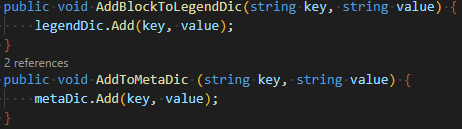 public void AddBlockToLegendDic(string key, string value) {
legendDic.Add(key, value);
}
2 references
public void AddToMetaDic (string key, string value) {
metaDic.Add(key, value);
}